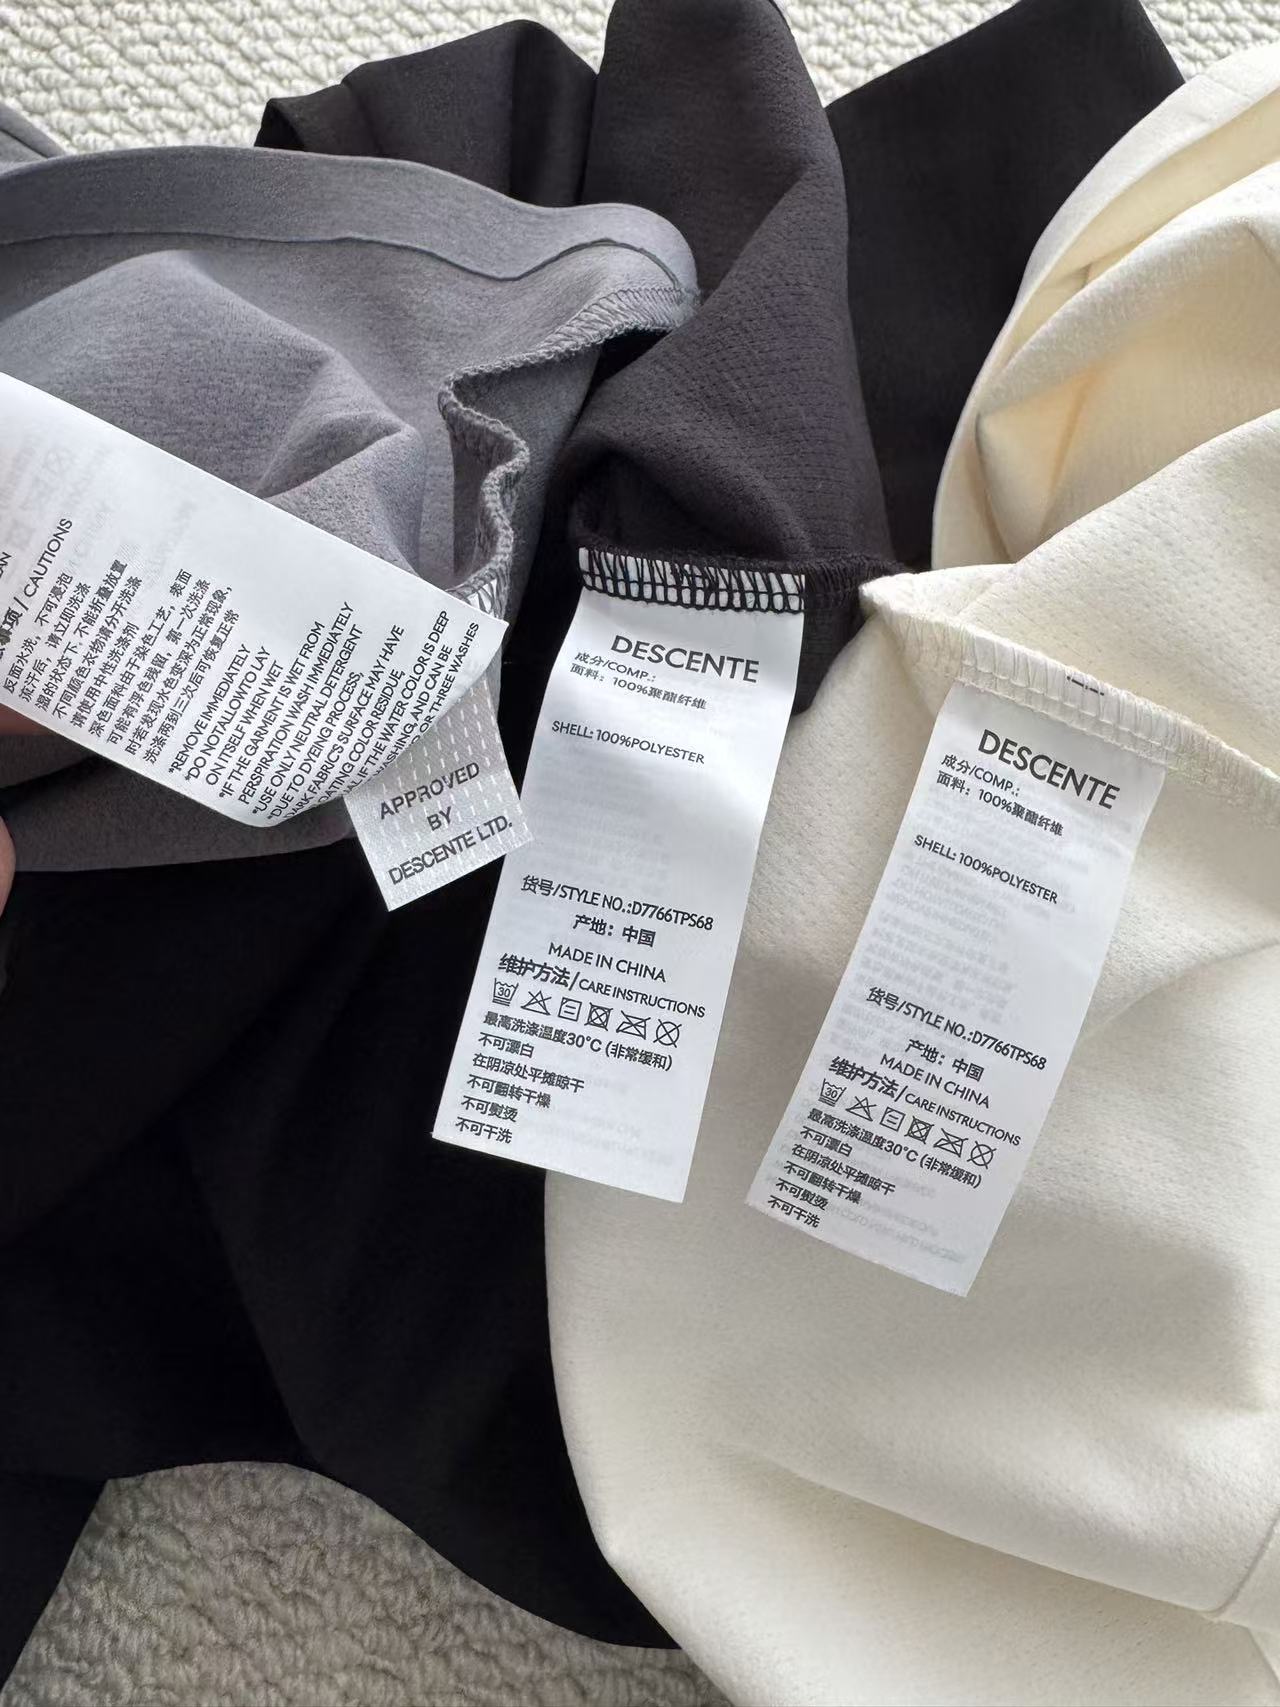 / CAUTIONS
反面水洗，不可浸泡
流汗后，请立即洗涤
湿的状态下，不能折叠放置
不同颜色衣物请分开洗涤
请使用中性洗涤剂
深色面料由于染色工艺，表面
可能有浮色残留，第一次洗涤
时若发现水色变深为正常现象，
洗涤两到三次后可恢复正常
*REMOVE IMMEDIATELY
*DO NOT ALLOW TO LAY
ON ITSELF WHEN WET
*IF THE GARMENT IS WET FROM
PERSPIRATION WASH IMMEDIATELY
*USE ONLY NEUTRAL DETERGENT
*DUE TO DYEING PROCESS,
DARK FABRICS SURFACE MAY HAVE
COLOR RESIDUE
IF THE WATER COLOR IS DEEP
WASHING, AND CAN BE
OR THREE WASHES
APPROVED
BY
DESCENTE LTD.
DESCENTE
成分/COMP.:
面料：100%聚酯纤维
SHELL: 100%POLYESTER
货号/STYLE NO.:D7766TPS68
产地：中国
MADE IN CHINA
维护方法/CARE INSTRUCTIONS
30
最高洗涤温度30°C (非常缓和)
不可漂白
在阴凉处平摊晾干
不可翻转干燥
不可熨烫
不可干洗
DESCENTE
成分/COMP.:
面料：100%聚酯纤维
SHELL: 100%POLYESTER
货号/STYLE NO.:D7766TPS68
产地：中国
MADE IN CHINA
维护方法/CARE INSTRUCTIONS
30
最高洗涤温度30°C (非常缓和)
不可漂白
在阴凉处平摊晾干
不可翻转干燥
不可熨烫
不可干洗